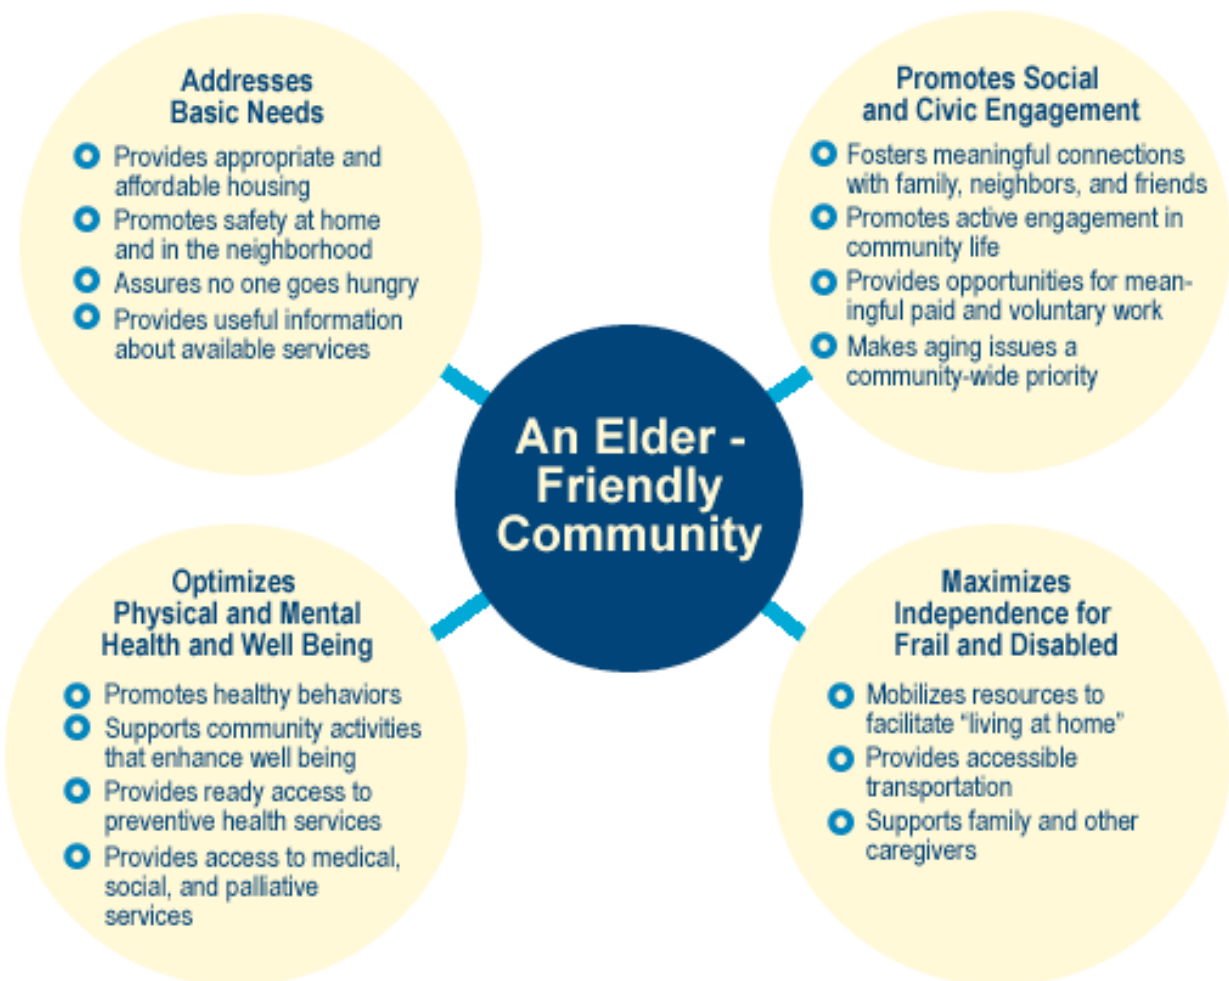 Addresses
Basic Needs
Provides appropriate and
affordable housing
Promotes safety at home
and in the neighborhood
Assures no one goes hungry
Provides useful information
about available services
Promotes Social
and Civic Engagement
Fosters meaningful connections
with family, neighbors, and friends
Promotes active engagement in
community life
Provides opportunities for mean-
ingful paid and voluntary work
Makes aging issues a
community-wide priority
An Elder -
Friendly
Community
Optimizes
Physical and Mental
Health and Well Being
Promotes healthy behaviors
Supports community activities
that enhance well being
Provides ready access to
preventive health services
Provides access to medical,
social, and palliative
services
Maximizes
Independence for
Frail and Disabled
Mobilizes resources to
facilitate “living at home”
Provides accessible
transportation
Supports family and other
caregivers